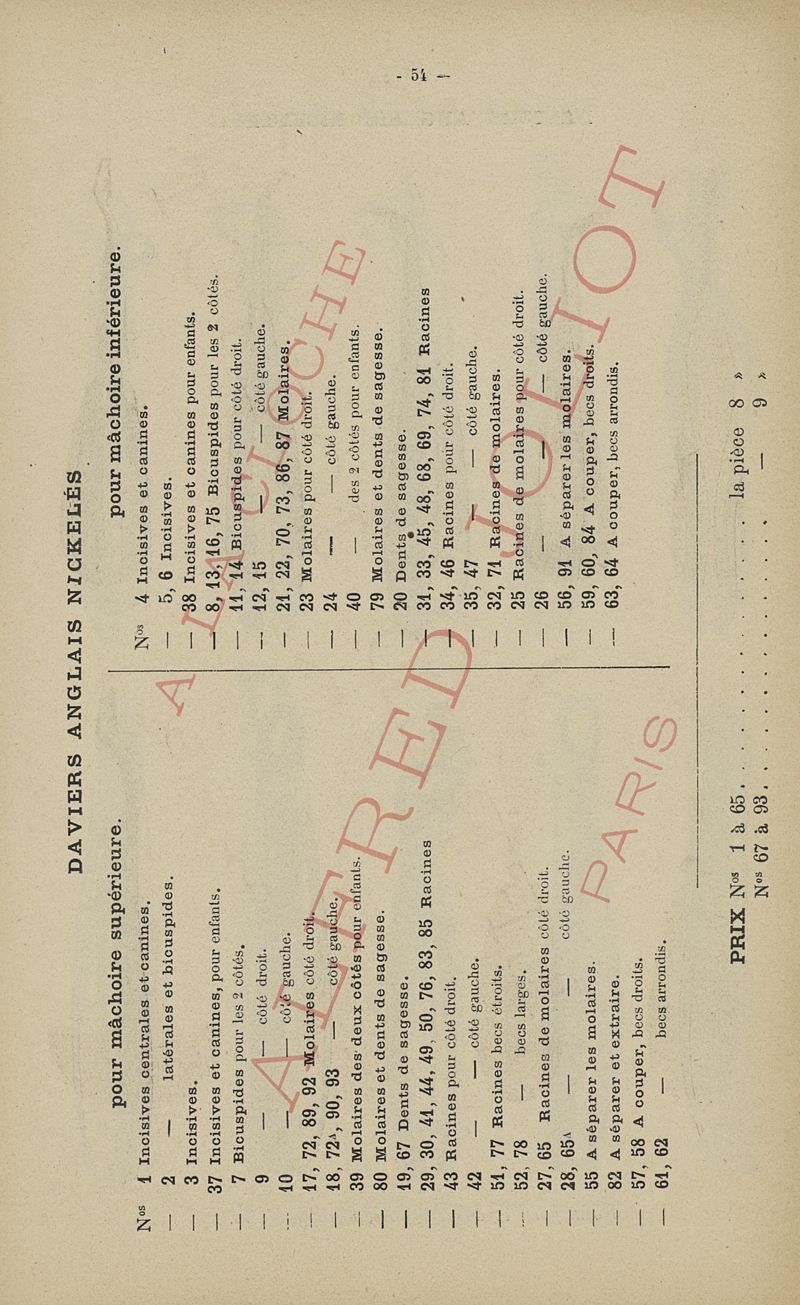 - 54 —
DAVIERS ANGLAIS NICKELÉS
pour mâchoire supérieure.
Nos 1 Incisives centrales et canines.
— 2 — latérales et bicuspides.
— 3 Incisives.
— 37 Incisives et canines, pour enfants.
— 7 Bicuspides pour les 2 côtés.
— 9 — côté droit.
— 10 — côté gauche.
— 17, 72, 89, 92 Molaires côté droit.
— 18, 72A, 90, 93 — côté gauche.
— 39 Molaires des deux côtés pour enfants.
— 80 Molaires et dents de sagesse.
— 19, 67 Dents de sagesse.
— 29, 30, 41, 44, 49, 50, 76, 83, 85 Racines
— 43 Racines pour côté droit.
— 42 — côté gauche.
— 51, 77 Racines becs étroits.
— 52, 78 — becs larges.
— 27, 65 Racines de molaires côté droit.
— 28, 65A — côté gauche.
— 55 A séparer les molaires.
— 82 A séparer et extraire.
— 57, 58 A couper, becs droits.
— 61, 62 — becs arrondis.
pour mâchoire inférieure.
Nos 4 Incisives et canines.
— 5, 6 Incisives.
— 38 Incisives et canines pour enfants.
— 8, 13, 16, 75 Bicuspides pour les 2 côtés.
— 11, 14 Bicuspides pour côté droit.
— 12, 15 — côté gauche.
— 21, 22, 70, 73, 86, 87 Molaires.
— 23 Molaires pour côté droit.
— 24 — côté gauche.
— 40 — des 2 côtés pour enfants.
— 79 Molaires et dents de sagesse.
— 20 Dents de sagesse.
— 31, 33, 45, 48, 68, 69, 74, 81 Racines
— 34, 46 Racines pour côté droit.
— 35, 47 — côté gauche.
— 32, 71 Racines de molaires.
— 25 Racines de molaires pour côté droit.
— 26 — — côté gauche.
— 56, 91 A séparer les molaires.
— 59, 60, 84 A couper, becs droits.
— 63, 64 A couper, becs arrondis.
PRIX Nos 1 à 65. . . . . . . . . . . la pièce 8 »
Nos 67 à 93. . . . . . . . . . . — 9 »
PARIS